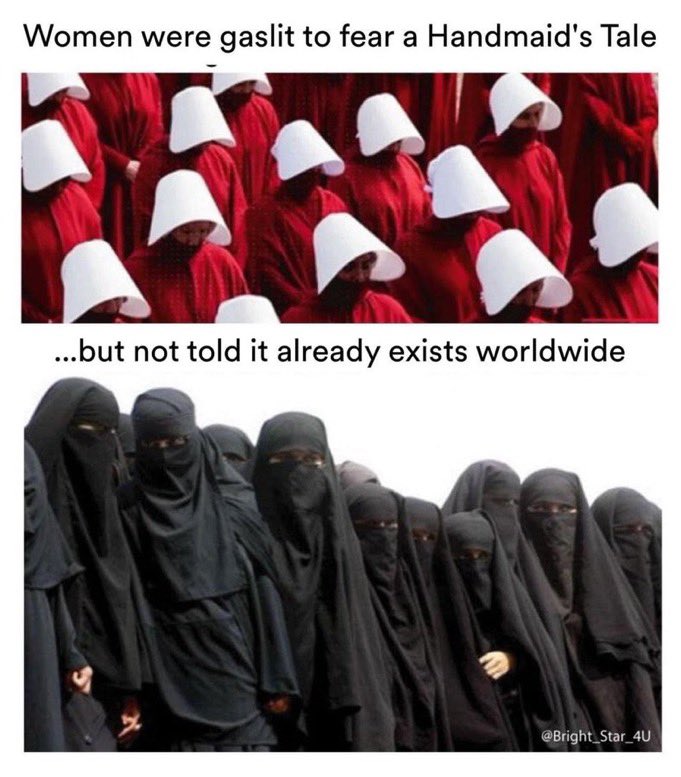 Women were gaslit to fear a Handmaid's Tale
...but not told it already exists worldwide
@Bright_Star_4U